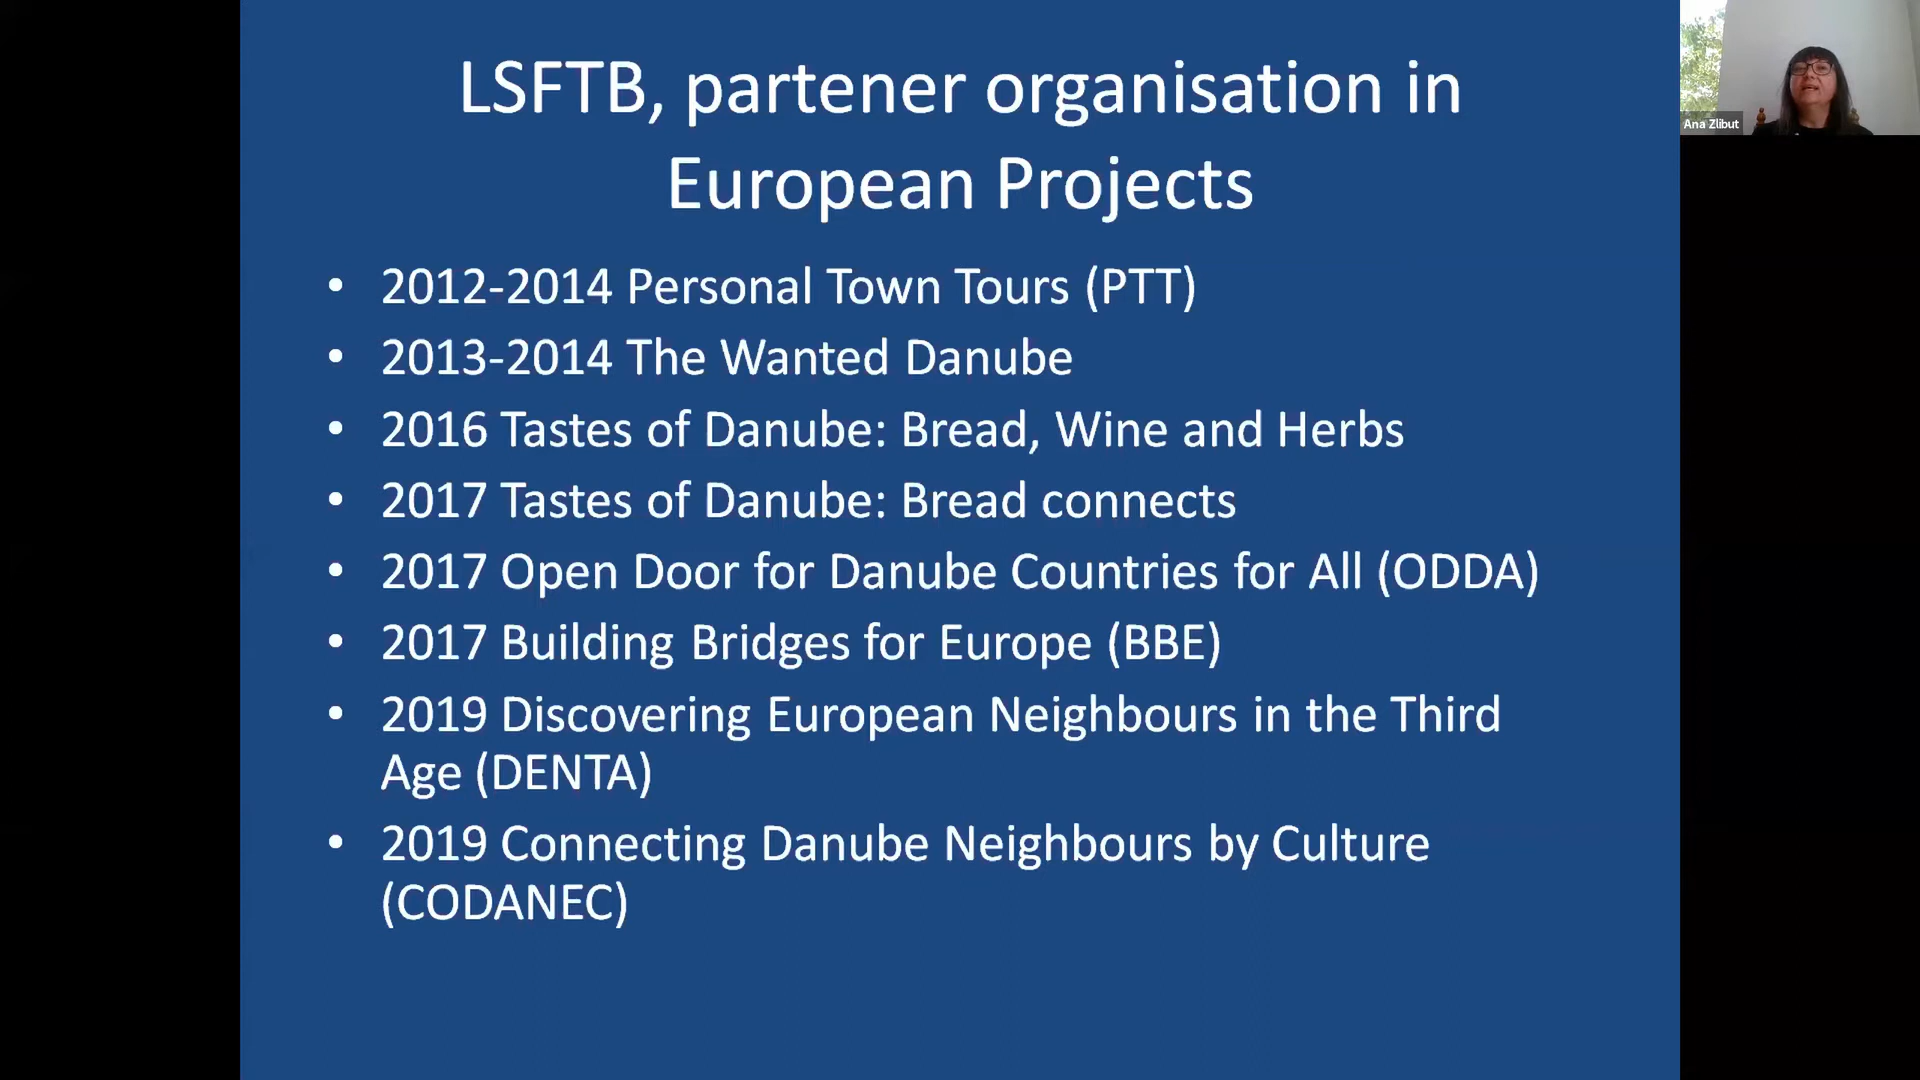 LSFTB, partener organisation in
European Projects
• 2012-2014 Personal Town Tours (PTT)
• 2013-2014 The Wanted Danube
• 2016 Tastes of Danube: Bread, Wine and Herbs
• 2017 Tastes of Danube: Bread connects
• 2017 Open Door for Danube Countries for All (ODDA)
• 2017 Building Bridges for Europe (BBE)
• 2019 Discovering European Neighbours in the Third
Age (DENTA)
• 2019 Connecting Danube Neighbours by Culture
(CODANEC)
Ana Zlibut